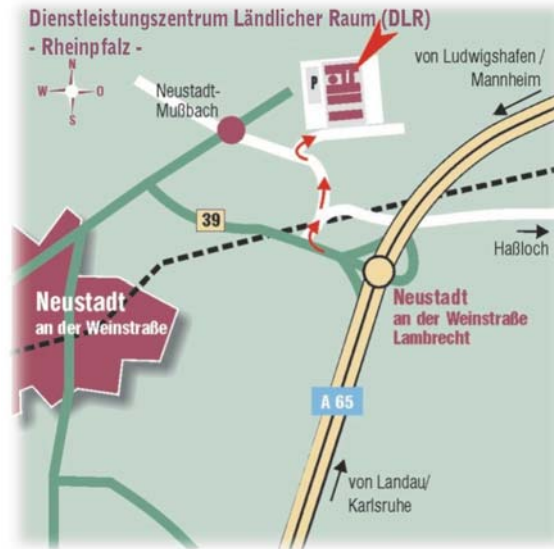 Dienstleistungszentrum Ländlicher Raum (DLR)
- Rheinpfalz -
N
W
O
S
Neustadt-
Mußbach
P
von Ludwigshafen /
Mannheim
39
Haßloch
Neustadt
an der Weinstraße
Neustadt
an der Weinstraße
Lambrecht
A 65
von Landau/
Karlsruhe